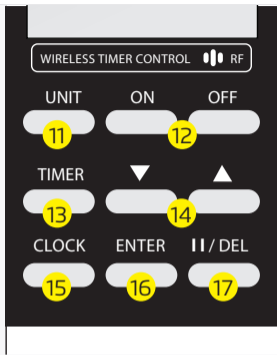 WIRELESS TIMER CONTROL RF
UNIT ON OFF
11 12
TIMER ▼ ▲
13 14
CLOCK ENTER II / DEL
15 16 17